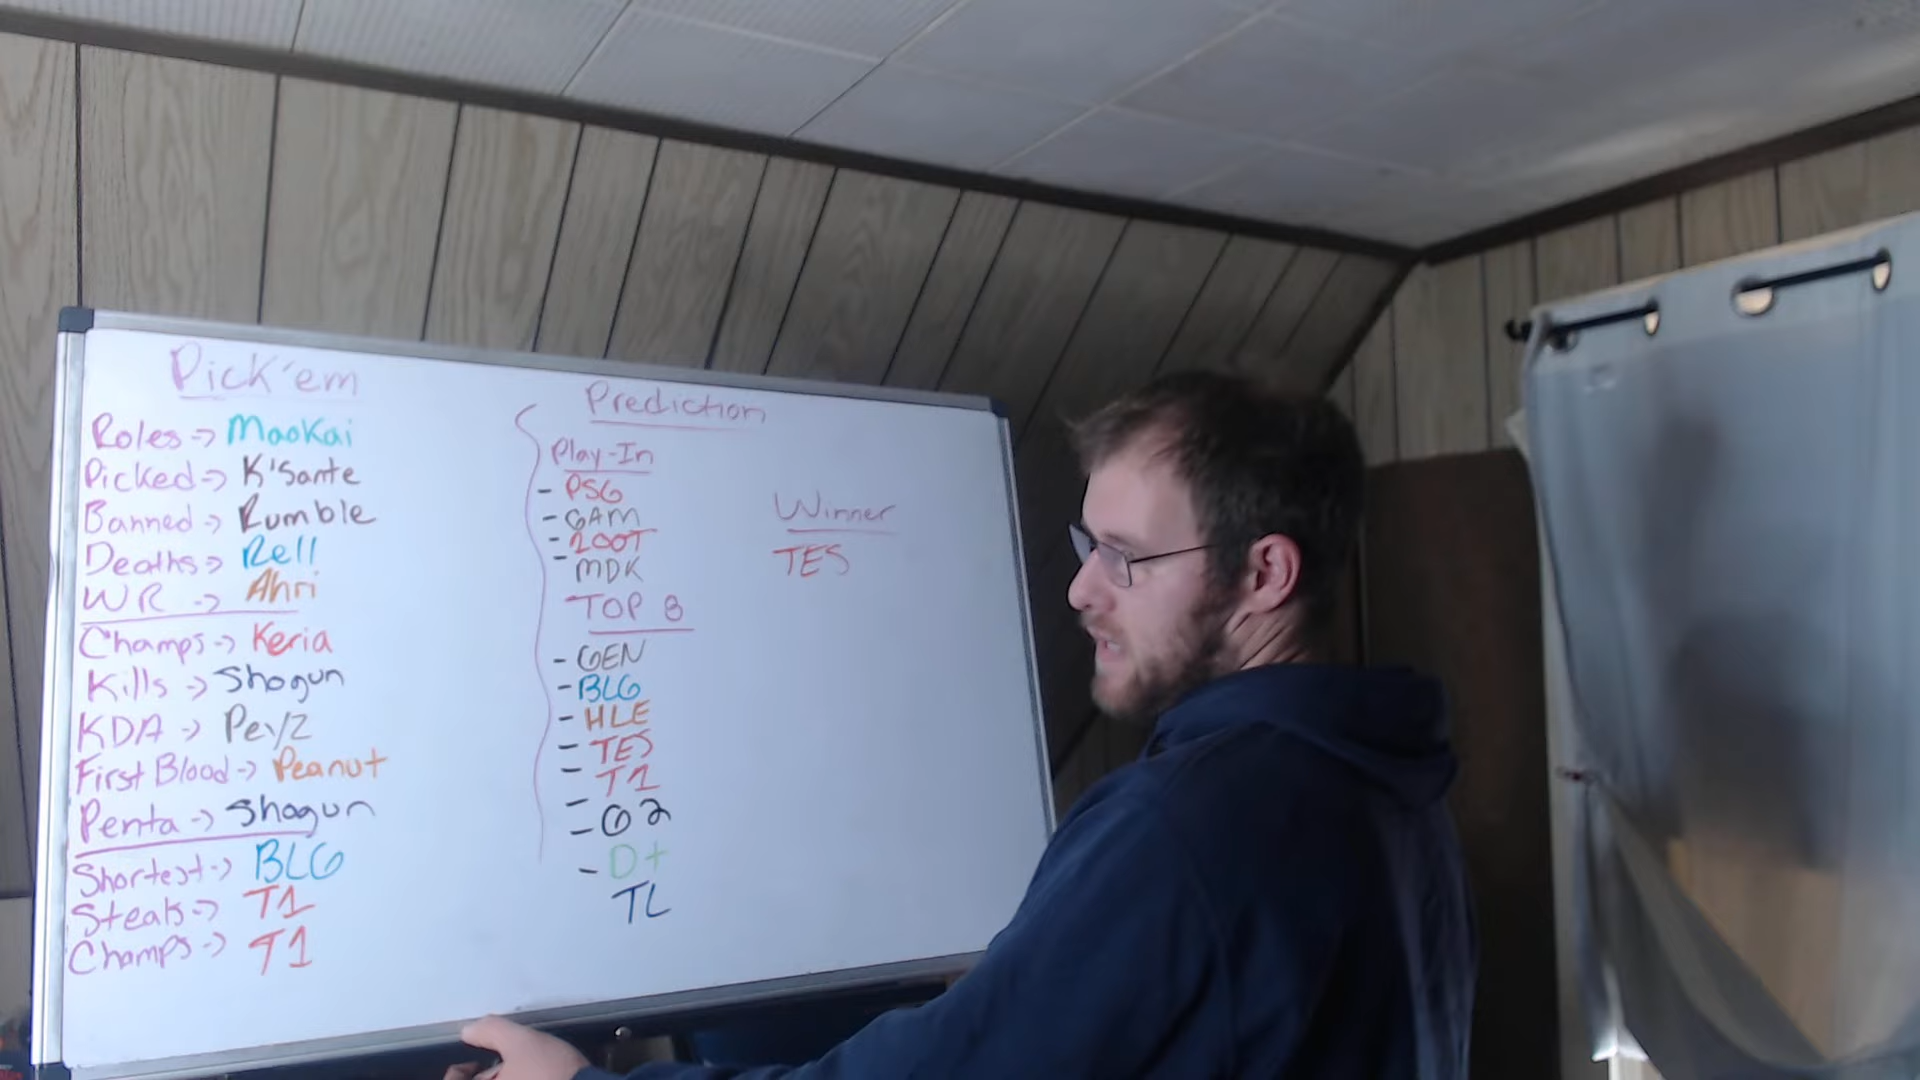 Pick'em
Roles -> Maokai
Picked -> K'Sante
Banned -> Rumble
Deaths -> Rell
WR -> Ahri
Champs -> Keria
Kills -> Shogun
KDA -> Peyz
First Blood -> Peanut
Penta -> Shogun
Shortest -> BLG
Steals -> T1
Champs -> T1
Prediction
Play-In
- PSG
- GAM
- 100T
- MDK
TOP 8
- GEN
- BLG
- HLE
- TES
- T1
- G2
- D+
- TL
Winner
TES